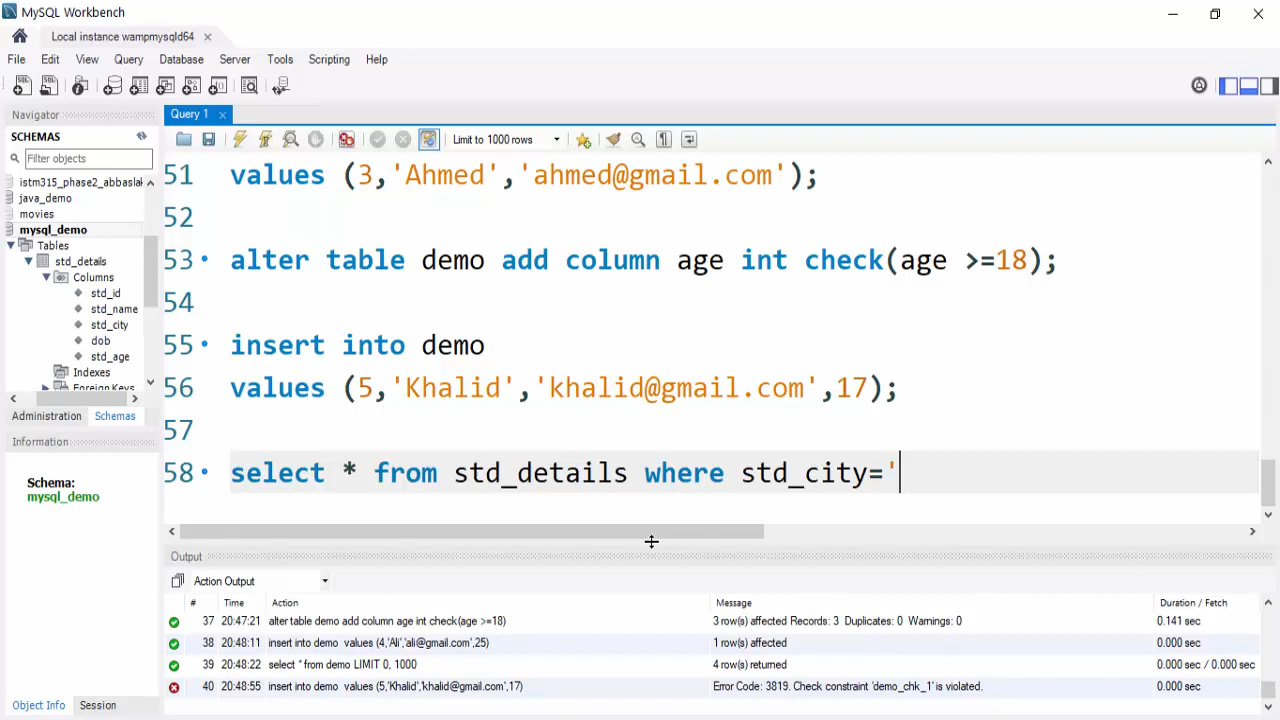 MySQL Workbench
Local instance wampmysqld64
File Edit View Query Database Server Tools Scripting Help
Navigator
SCHEMAS
Filter objects
istm315_phase2_abbaslak
java_demo
movies
mysql_demo
Tables
std_details
Columns
std_id
std_name
std_city
dob
std_age
Indexes
Foreign Keys
Administration Schemas
Information
Schema:
mysql_demo
Object Info Session
Query 1
Limit to 1000 rows
51 values (3,'Ahmed','ahmed@gmail.com');
52
53 alter table demo add column age int check(age >=18);
54
55 insert into demo
56 values (5,'Khalid','khalid@gmail.com',17);
57
58 select * from std_details where std_city='
Output
Action Output
# Time Action Message Duration / Fetch
37 20:47:21 alter table demo add column age int check(age >=18) 3 row(s) affected Records: 3 Duplicates: 0 Warnings: 0 0.141 sec
38 20:48:11 insert into demo values (4,'Ali','ali@gmail.com',25) 1 row(s) affected 0.000 sec
39 20:48:22 select * from demo LIMIT 0, 1000 4 row(s) returned 0.000 sec / 0.000 sec
40 20:48:55 insert into demo values (5,'Khalid','khalid@gmail.com',17) Error Code: 3819. Check constraint 'demo_chk_1' is violated. 0.000 sec